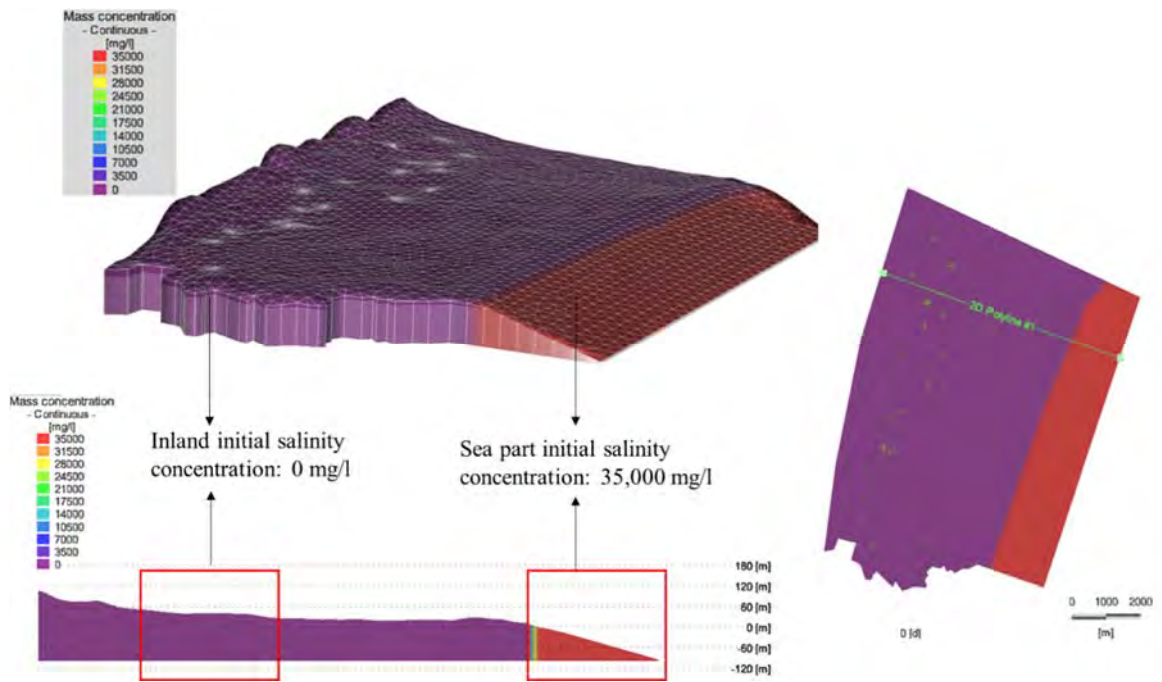 Mass concentration
- Continuous -
[mg/l]
35000
31500
28000
24500
21000
17500
14000
10500
7000
3500
0
2D Polyline #1
Mass concentration
- Continuous -
[mg/l]
35000
31500
28000
24500
21000
17500
14000
10500
7000
3500
0
Inland initial salinity
concentration: 0 mg/l
Sea part initial salinity
concentration: 35,000 mg/l
180 [m]
120 [m]
60 [m]
0 [m]
-60 [m]
-120 [m]
0 1000 2000
0 [d]
[m]